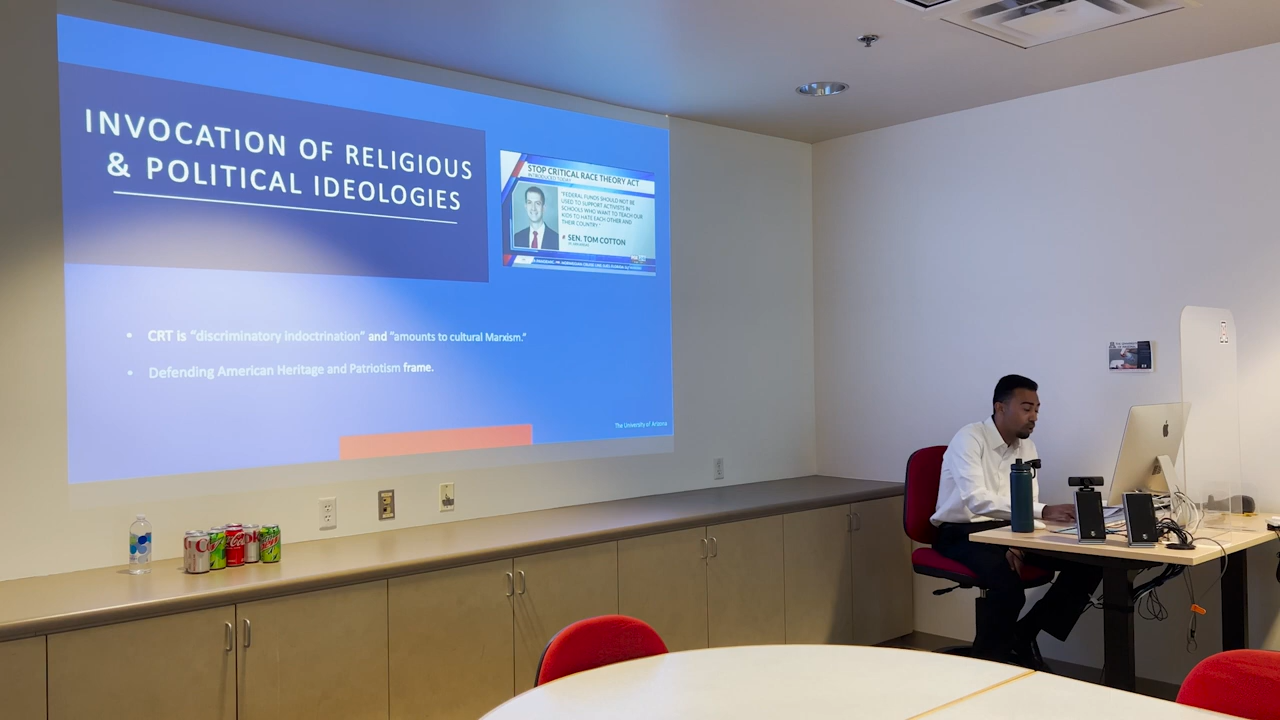 INVOCATION OF RELIGIOUS
& POLITICAL IDEOLOGIES
STOP CRITICAL RACE THEORY ACT
INTRODUCED TODAY
"FEDERAL FUNDS SHOULD NOT BE
USED TO SUPPORT ACTIVISTS IN
SCHOOLS WHO WANT TO TEACH OUR
KIDS TO HATE EACH OTHER AND
THEIR COUNTRY."
SEN. TOM COTTON
• CRT is "discriminatory indoctrination" and "amounts to cultural Marxism."
• Defending American Heritage and Patriotism frame.
The University of Arizona